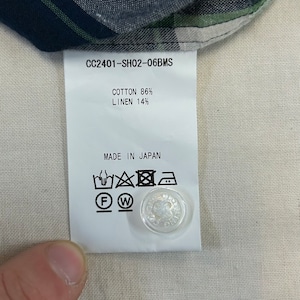 CC2401-SH02-06BMS
COTTON 86%
LINEN 14%
MADE IN JAPAN
F W